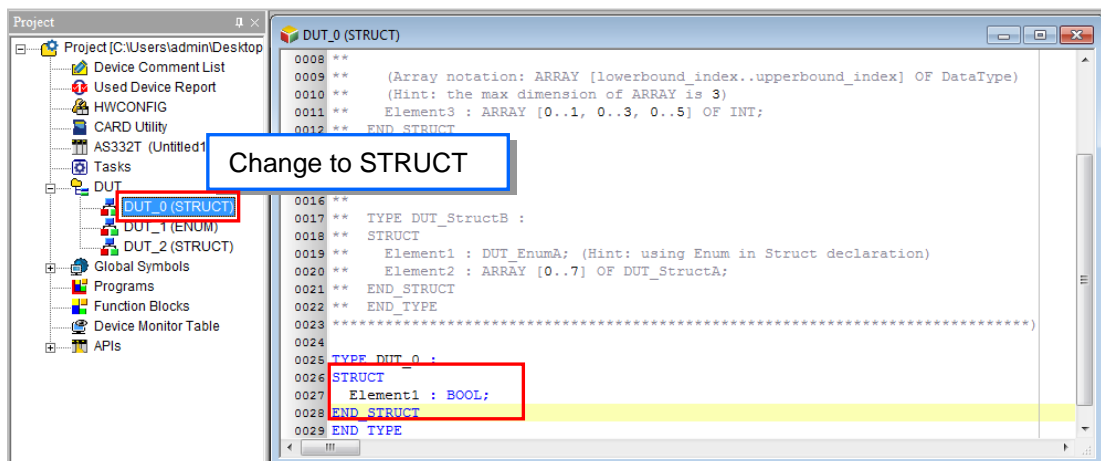 Project
Project [C:\Users\admin\Desktop
Device Comment List
Used Device Report
HWCONFIG
CARD Utility
AS332T (Untitled1
Tasks
DUT
DUT_0 (STRUCT)
DUT_1 (ENUM)
DUT_2 (STRUCT)
Global Symbols
Programs
Function Blocks
Device Monitor Table
APIs
Change to STRUCT
DUT_0 (STRUCT)
0008 **
0009 ** (Array notation: ARRAY [lowerbound_index..upperbound_index] OF DataType)
0010 ** (Hint: the max dimension of ARRAY is 3)
0011 ** Element3 : ARRAY [0..1, 0..3, 0..5] OF INT;
0012 ** END_STRUCT
0016 **
0017 ** TYPE DUT_StructB :
0018 ** STRUCT
0019 ** Element1 : DUT_EnumA; (Hint: using Enum in Struct declaration)
0020 ** Element2 : ARRAY [0..7] OF DUT_StructA;
0021 ** END_STRUCT
0022 ** END_TYPE
0023 *******************************************************************************)
0024
0025 TYPE DUT_0 :
0026 STRUCT
0027 Element1 : BOOL;
0028 END_STRUCT
0029 END_TYPE